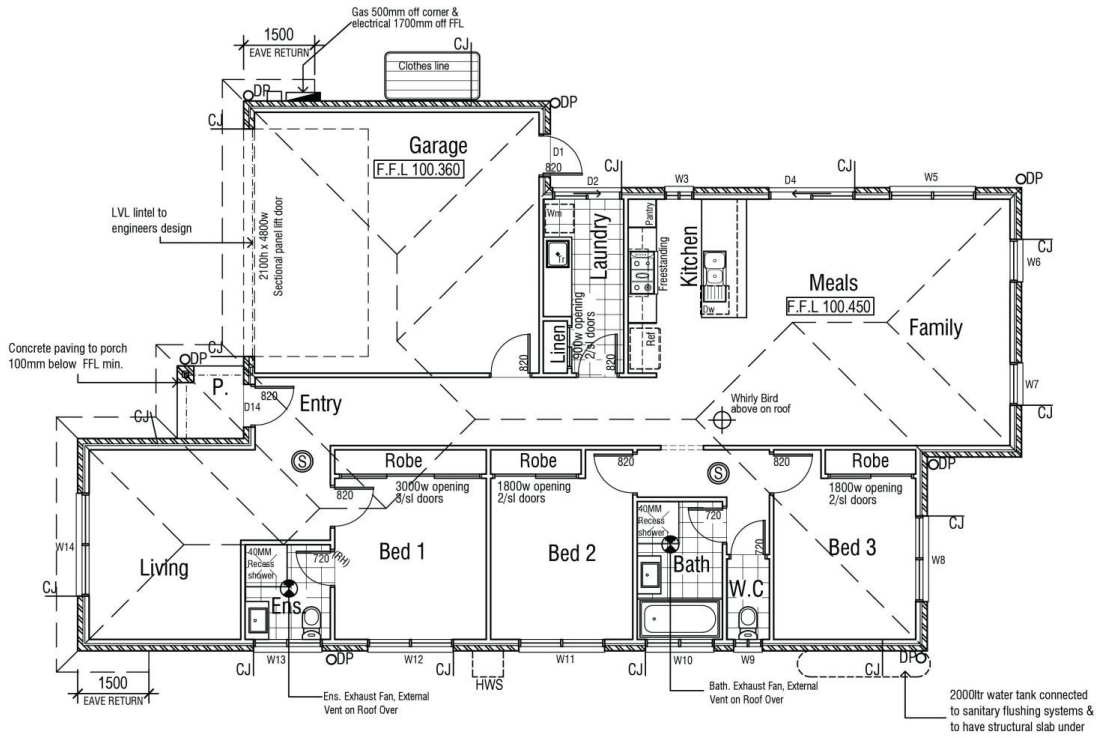 Gas 500mm off corner &
electrical 1700mm off FFL
1500
EAVE RETURN
CJ
Clothes line
DP
DP
CJ
Garage
F.F.L 100.360
D1
820
CJ
D2
W3
D4
CJ
W5
DP
LVL lintel to
engineers design
2100h x 4800w
Sectional panel lift door
Wm
Tr
Laundry
Pantry
Freestanding
Kitchen
Dw
Meals
F.F.L 100.450
Family
CJ
W6
Linen
900w opening
2/sl doors
Ref
820
820
CJ
Concrete paving to porch
100mm below FFL min.
DP
P.
820
D14
Entry
CJ
Whirly Bird
above on roof
W7
CJ
S
Robe
3000w opening
3/sl doors
820
Robe
1800w opening
2/sl doors
820
S
820
Robe
1800w opening
2/sl doors
DP
CJ
W14
Living
CJ
40MM
Recess
shower
720
(RH)
Ens.
Bed 1
Bed 2
40MM
Recess
shower
720
Bath
720
W.C
Bed 3
W8
1500
EAVE RETURN
CJ
W13
DP
W12
CJ
HWS
W11
CJ
W10
W9
CJ
DP
Ens. Exhaust Fan, External
Vent on Roof Over
Bath. Exhaust Fan, External
Vent on Roof Over
2000ltr water tank connected
to sanitary flushing systems &
to have structural slab under